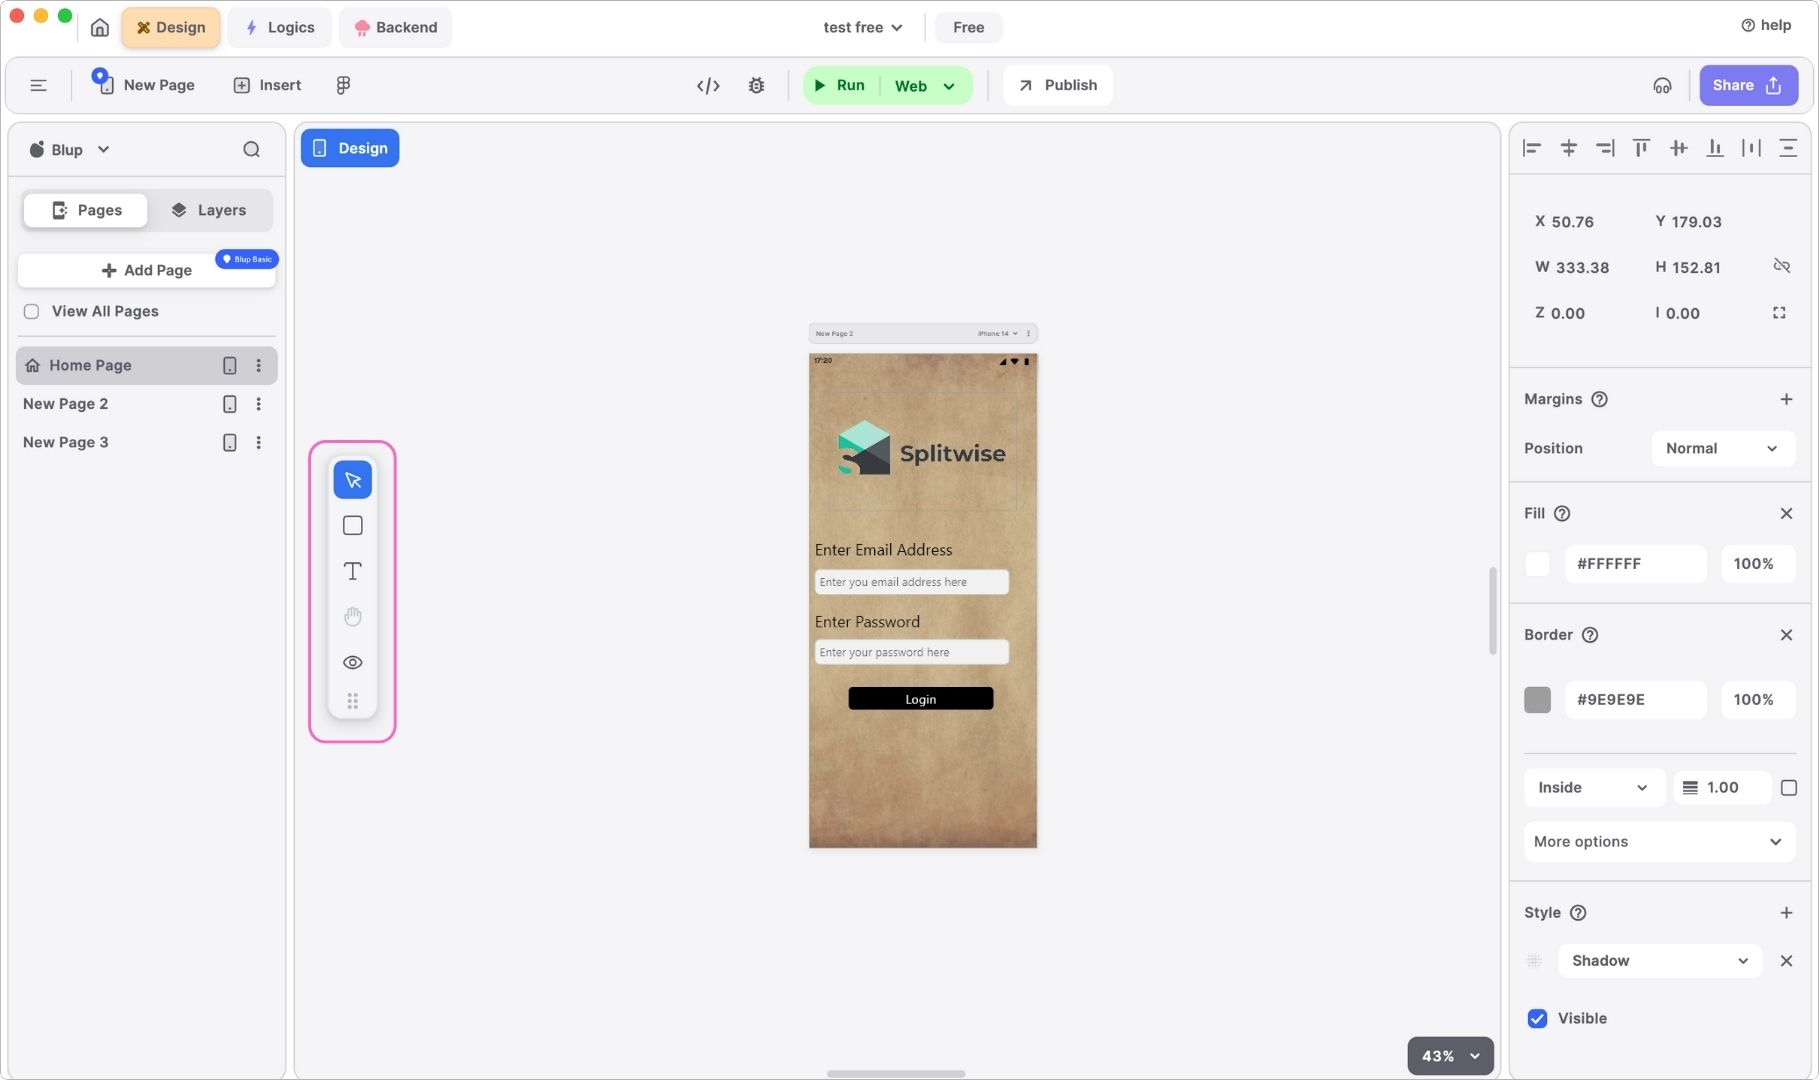 Design
Logics
Backend
test free
Free
help
New Page
Insert
Run
Web
Publish
Share
Blup
Pages
Layers
Add Page
Blup Basic
View All Pages
Home Page
New Page 2
New Page 3
Design
T
New Page 2
iPhone 14
17:20
Splitwise
Enter Email Address
Enter you email address here
Enter Password
Enter your password here
Login
43%
X 50.76
Y 179.03
W 333.38
H 152.81
Z 0.00
I 0.00
Margins
Position
Normal
Fill
#FFFFFF
100%
Border
#9E9E9E
100%
Inside
1.00
More options
Style
Shadow
Visible